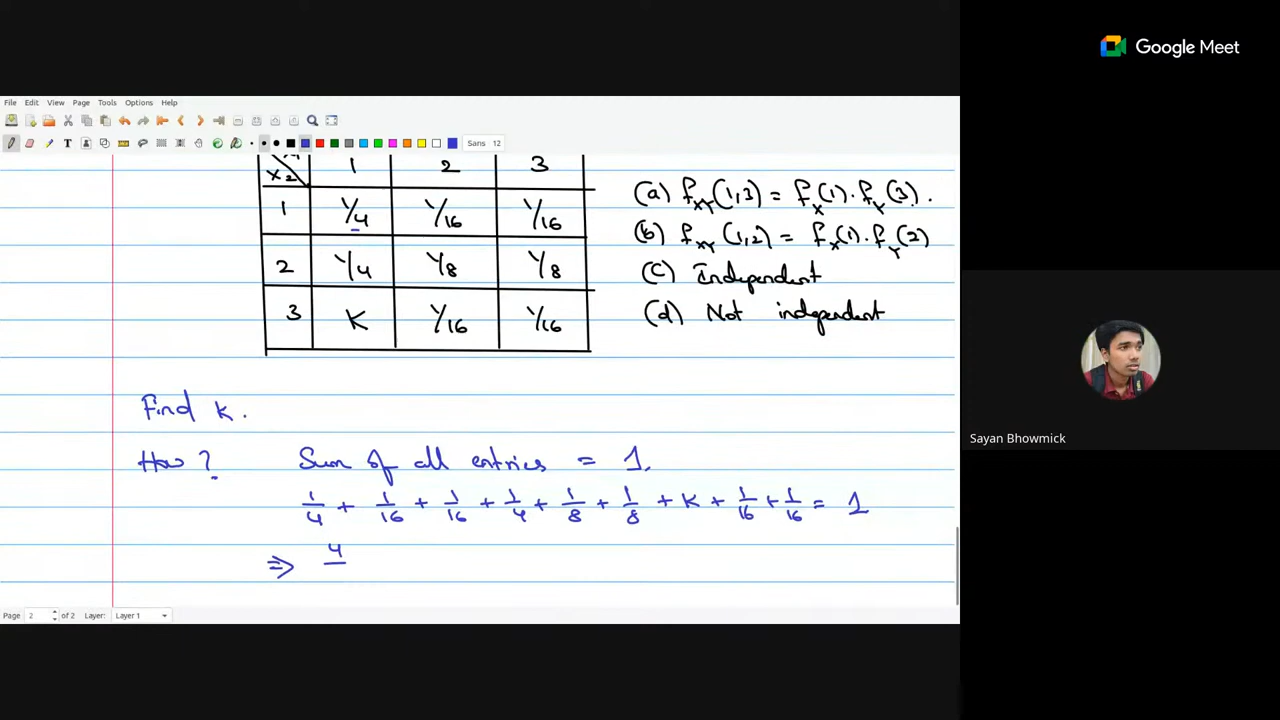 Google Meet
File Edit View Page Tools Options Help
Sans 12
X2 1 2 3
1 1/4 1/16 1/16
2 1/4 1/8 1/8
3 K 1/16 1/16
(a) fXY(1,3) = fX(1). fY(3).
(b) fXY(1,2) = fX(1). fY(2)
(c) Independent
(d) Not independent
Find k.
How? Sum of all entries = 1.
1/4 + 1/16 + 1/16 + 1/4 + 1/8 + 1/8 + K + 1/16 + 1/16 = 1
⇒ 4
Sayan Bhowmick
Page 2 of 2 Layer: Layer 1